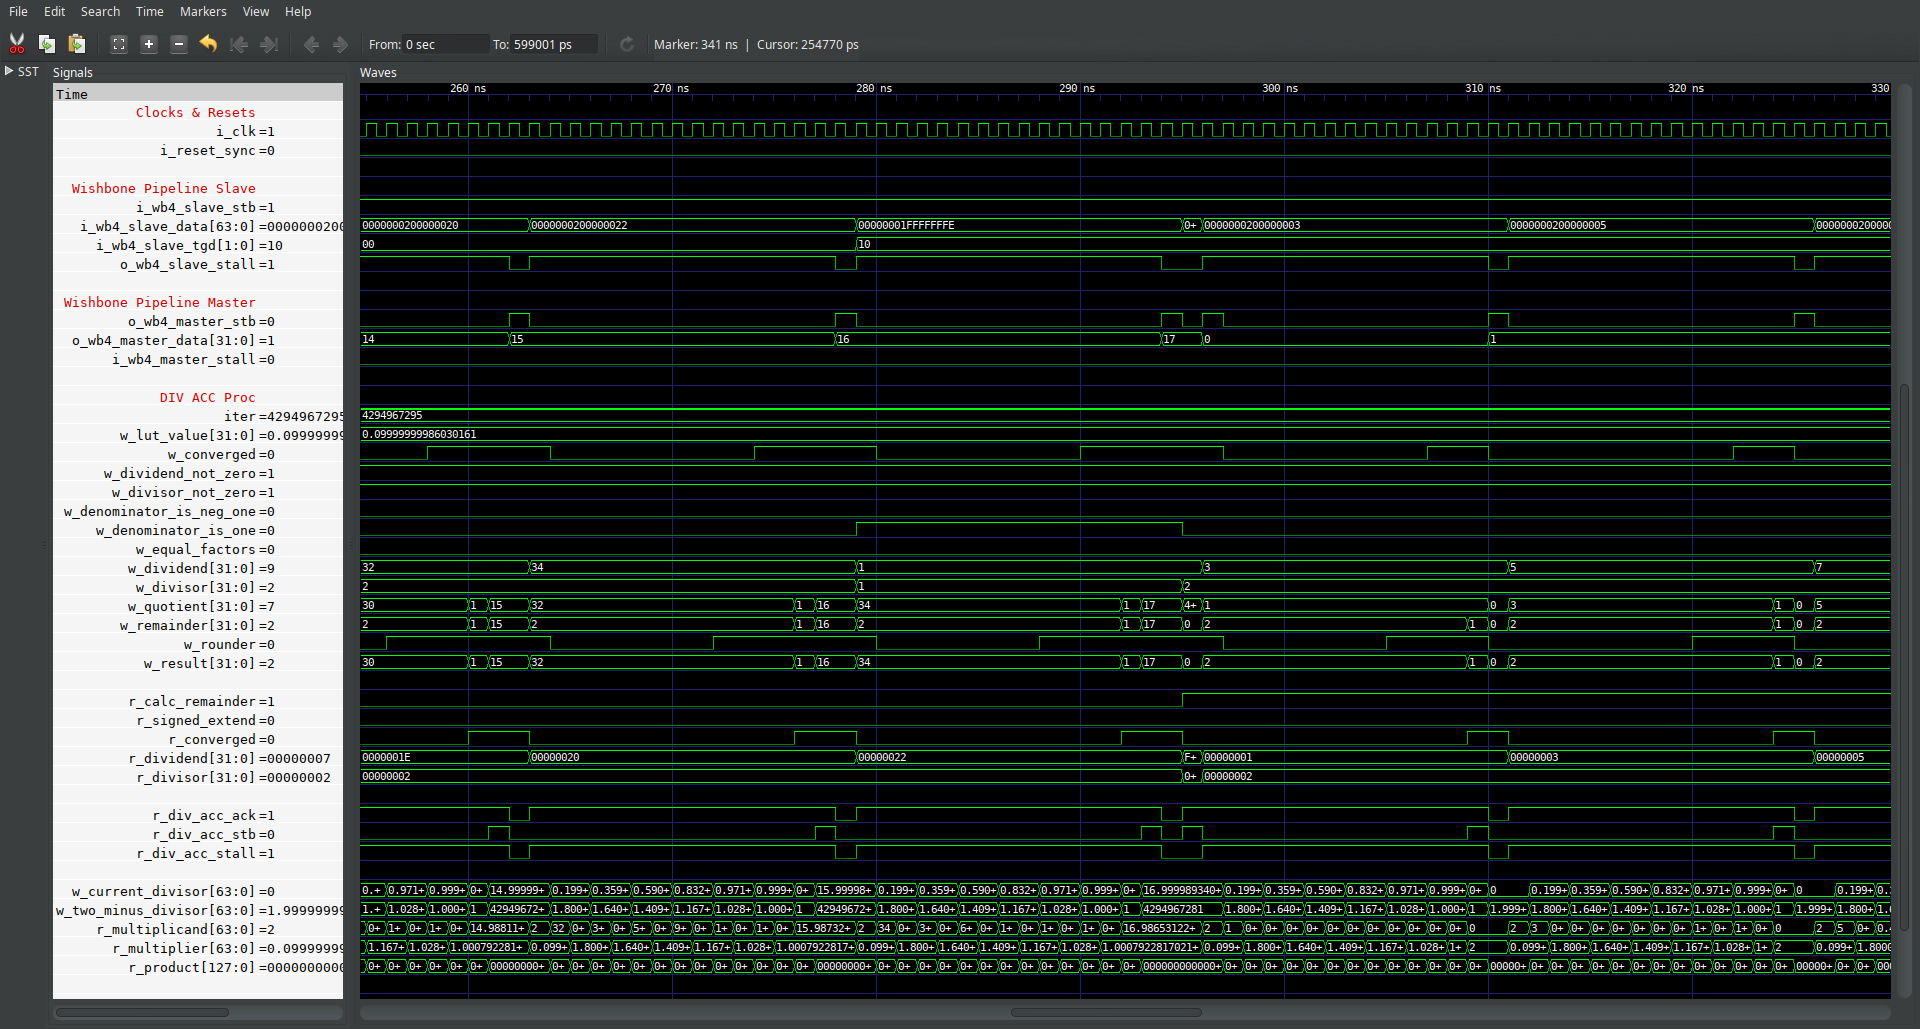 File Edit Search Time Markers View Help
From: 0 sec To: 599001 ps Marker: 341 ns | Cursor: 254770 ps
SST Signals Waves
Time 260 ns 270 ns 280 ns 290 ns 300 ns 310 ns 320 ns 330
Clocks & Resets
i_clk =1
i_reset_sync =0
Wishbone Pipeline Slave
i_wb4_slave_stb =1
i_wb4_slave_data[63:0] =0000000200 0000000200000020 0000000200000022 00000001FFFFFFFE 0+ 0000000200000003 0000000200000005 0000000200000
i_wb4_slave_tgd[1:0] =10 00 10
o_wb4_slave_stall =1
Wishbone Pipeline Master
o_wb4_master_stb =0
o_wb4_master_data[31:0] =1 14 15 16 17 0 1
i_wb4_master_stall =0
DIV ACC Proc
iter =4294967295 4294967295
w_lut_value[31:0] =0.09999999 0.09999999986030161
w_converged =0
w_dividend_not_zero =1
w_divisor_not_zero =1
w_denominator_is_neg_one =0
w_denominator_is_one =0
w_equal_factors =0
w_dividend[31:0] =9 32 34 1 3 5 7
w_divisor[31:0] =2 2 1 2
w_quotient[31:0] =7 30 1 15 32 1 16 34 1 17 4+ 1 0 3 1 0 5
w_remainder[31:0] =2 2 1 15 2 1 16 2 1 17 0 2 1 0 2 1 0 2
w_rounder =0
w_result[31:0] =2 30 1 15 32 1 16 34 1 17 0 2 1 0 2 1 0 2
r_calc_remainder =1
r_signed_extend =0
r_converged =0
r_dividend[31:0] =00000007 0000001E 00000020 00000022 F+ 00000001 00000003 00000005
r_divisor[31:0] =00000002 00000002 0+ 00000002
r_div_acc_ack =1
r_div_acc_stb =0
r_div_acc_stall =1
w_current_divisor[63:0] =0 0.+ 0.971+ 0.999+ 0+ 14.99999+ 0.199+ 0.359+ 0.590+ 0.832+ 0.971+ 0.999+ 0+ 15.99998+ 0.199+ 0.359+ 0.590+ 0.832+ 0.971+ 0.999+ 0+ 16.999989340+ 0.199+ 0.359+ 0.590+ 0.832+ 0.971+ 0.999+ 0+ 0 0.199+ 0.359+ 0.590+ 0.832+ 0.971+ 0.999+ 0+ 0 0.199+
w_two_minus_divisor[63:0] =1.99999999 1.+ 1.028+ 1.000+ 1 42949672+ 1.800+ 1.640+ 1.409+ 1.167+ 1.028+ 1.000+ 1 42949672+ 1.800+ 1.640+ 1.409+ 1.167+ 1.028+ 1.000+ 1 4294967281 1.800+ 1.640+ 1.409+ 1.167+ 1.028+ 1.000+ 1 1.999+ 1.800+ 1.640+ 1.409+ 1.167+ 1.028+ 1.000+ 1 1.999+ 1.800+
r_multiplicand[63:0] =2 0+ 1+ 0+ 1+ 0+ 14.98811+ 2 32 0+ 3+ 0+ 5+ 0+ 9+ 0+ 1+ 0+ 1+ 0+ 15.98732+ 2 34 0+ 3+ 0+ 6+ 0+ 1+ 0+ 1+ 0+ 1+ 0+ 16.98653122+ 2 1 0+ 0+ 0+ 0+ 0+ 0+ 0+ 0+ 0+ 0+ 0+ 0 2 3 0+ 0+ 0+ 0+ 0+ 0+ 0+ 1+ 0+ 1+ 0+ 0 2 5 0+
r_multiplier[63:0] =0.09999999 1.167+ 1.028+ 1.000792281+ 0.099+ 1.800+ 1.640+ 1.409+ 1.167+ 1.028+ 1.0007922817+ 0.099+ 1.800+ 1.640+ 1.409+ 1.167+ 1.028+ 1.0007922817021+ 0.099+ 1.800+ 1.640+ 1.409+ 1.167+ 1.028+ 1+ 2 0.099+ 1.800+ 1.640+ 1.409+ 1.167+ 1.028+ 1+ 2 0.099+ 1.8000
r_product[127:0] =0000000000 0+ 0+ 0+ 0+ 0+ 0+ 00000000+ 0+ 0+ 0+ 0+ 0+ 0+ 0+ 0+ 0+ 0+ 0+ 0+ 0+ 00000000+ 0+ 0+ 0+ 0+ 0+ 0+ 0+ 0+ 0+ 0+ 0+ 0+ 0+ 000000000000+ 0+ 0+ 0+ 0+ 0+ 0+ 0+ 0+ 0+ 0+ 0+ 0+ 0+ 00000+ 0+ 0+ 0+ 0+ 0+ 0+ 0+ 0+ 0+ 0+ 0+ 0+ 0+ 00000+ 0+ 0+ 00